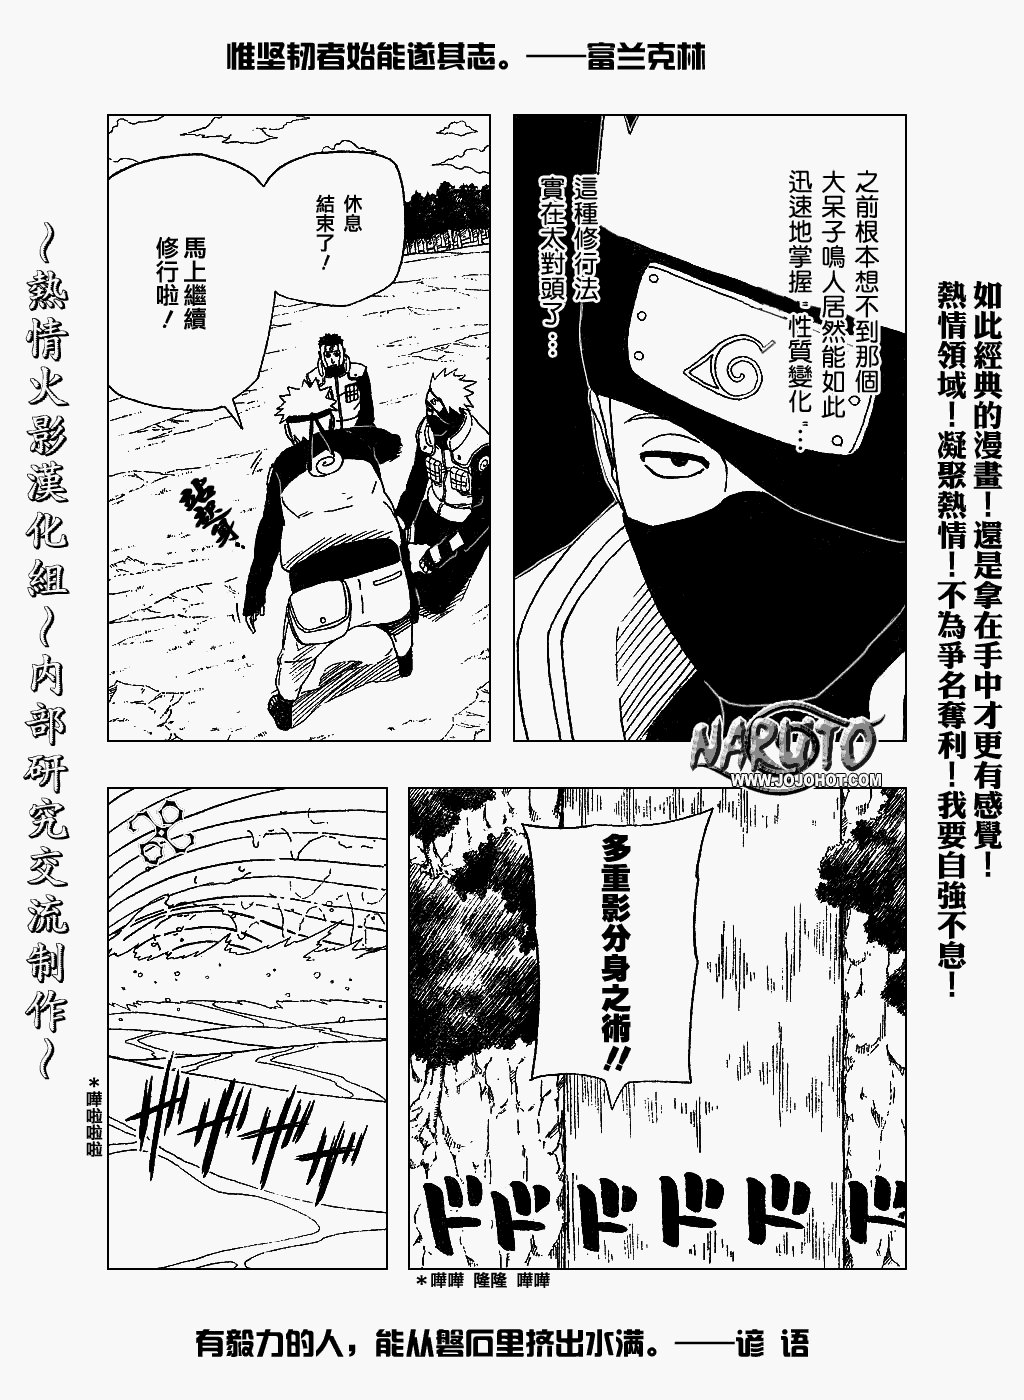 惟坚韧者始能遂其志。——富兰克林
如此經典的漫畫！還是拿在手中才更有感覺！
熱情領域！凝聚熱情！不為爭名奪利！我要自強不息！
之前根本想不到那個
大呆子鳴人居然能如此
迅速地掌握“性質變化”…
這種修行法
實在太對頭了…
休息
結束了！
馬上繼續
修行啦！
站起身..
NARUTO
WWW.JOJOHOT.COM
多重影分身之術!!
ドドドドドド
＊嘩嘩 隆隆 嘩嘩
＊嘩啦啦啦
～熱情火影漢化組～內部研究交流制作～
有毅力的人，能从磐石里挤出水满。——谚 语